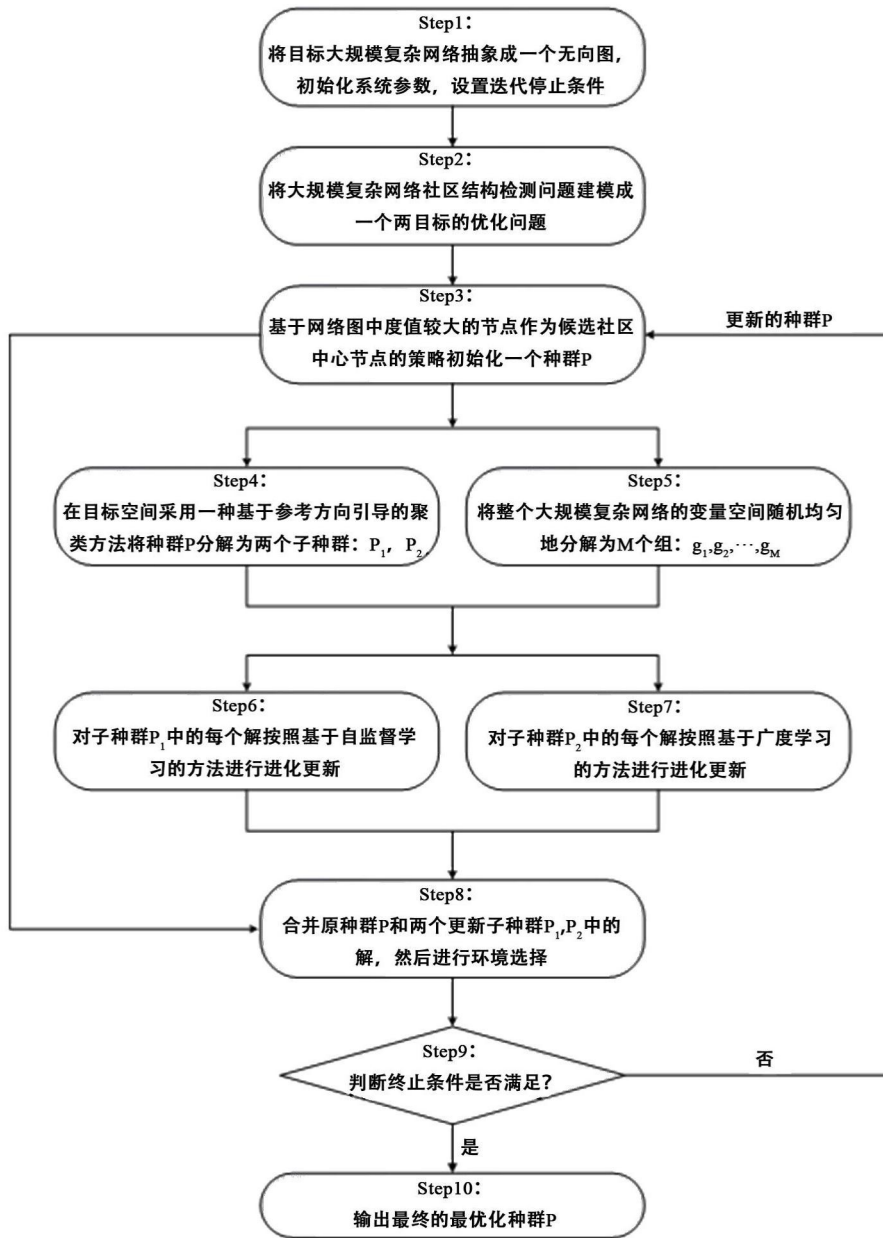 Step1：
将目标大规模复杂网络抽象成一个无向图，
初始化系统参数，设置迭代停止条件
Step2：
将大规模复杂网络社区结构检测问题建模成
一个两目标的优化问题
Step3：
基于网络图中度值较大的节点作为候选社区
中心节点的策略初始化一个种群P
更新的种群P
Step4：
在目标空间采用一种基于参考方向引导的聚
类方法将种群P分解为两个子种群：P₁，P₂.
Step5：
将整个大规模复杂网络的变量空间随机均匀
地分解为M个组：g₁,g₂,⋯,g_M
Step6：
对子种群P₁中的每个解按照基于自监督学
习的方法进行进化更新
Step7：
对子种群P₂中的每个解按照基于广度学习
的方法进行进化更新
Step8：
合并原种群P和两个更新子种群P₁,P₂中的
解，然后进行环境选择
Step9：
判断终止条件是否满足？
否
是
Step10：
输出最终的最优化种群P